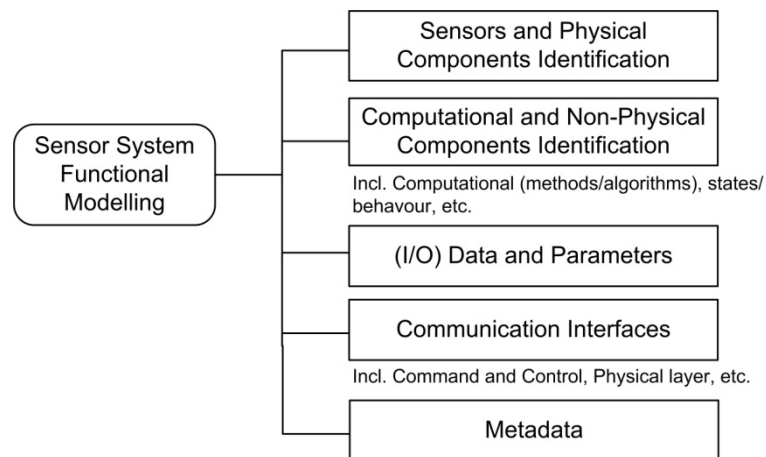 Sensors and Physical
Components Identification
Computational and Non-Physical
Components Identification
Incl. Computational (methods/algorithms), states/
behavour, etc.
Sensor System
Functional
Modelling
(I/O) Data and Parameters
Communication Interfaces
Incl. Command and Control, Physical layer, etc.
Metadata